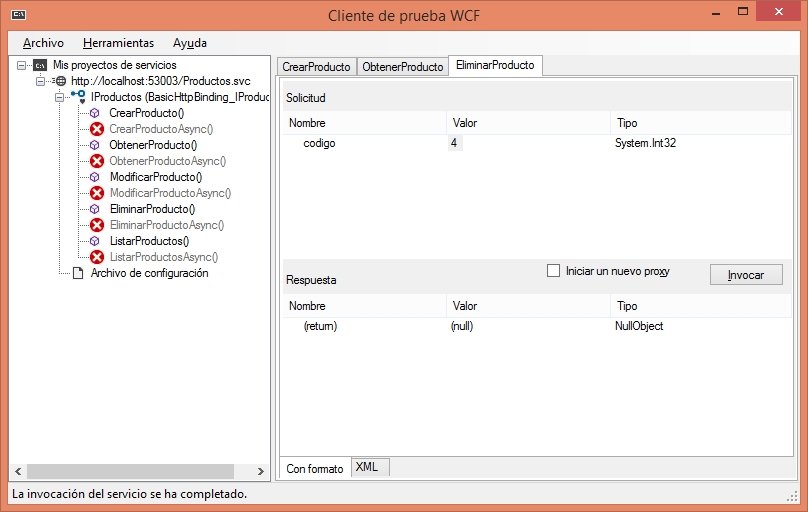 Cliente de prueba WCF
Archivo Herramientas Ayuda
Mis proyectos de servicios
http://localhost:53003/Productos.svc
IProductos (BasicHttpBinding_IProduc
CrearProducto()
CrearProductoAsync()
ObtenerProducto()
ObtenerProductoAsync()
ModificarProducto()
ModificarProductoAsync()
EliminarProducto()
EliminarProductoAsync()
ListarProductos()
ListarProductosAsync()
Archivo de configuración
CrearProducto ObtenerProducto EliminarProducto
Solicitud
Nombre Valor Tipo
codigo 4 System.Int32
Respuesta
Iniciar un nuevo proxy
Invocar
Nombre Valor Tipo
(return) (null) NullObject
Con formato XML
La invocación del servicio se ha completado.